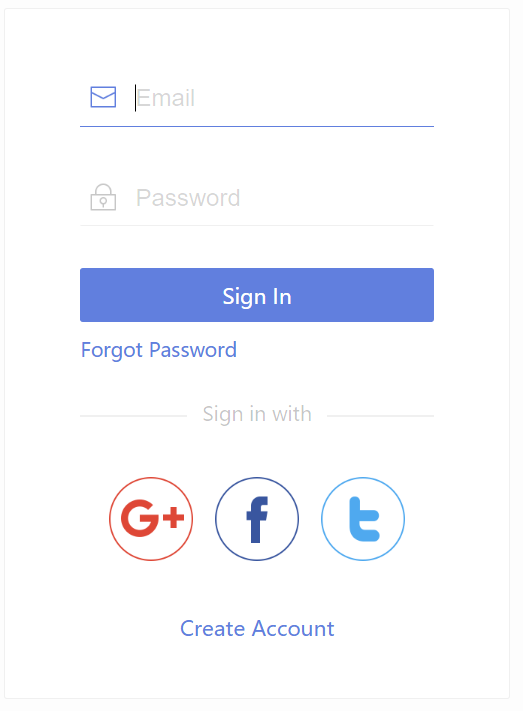 Email
Password
Sign In
Forgot Password
Sign in with
G+ f t
Create Account